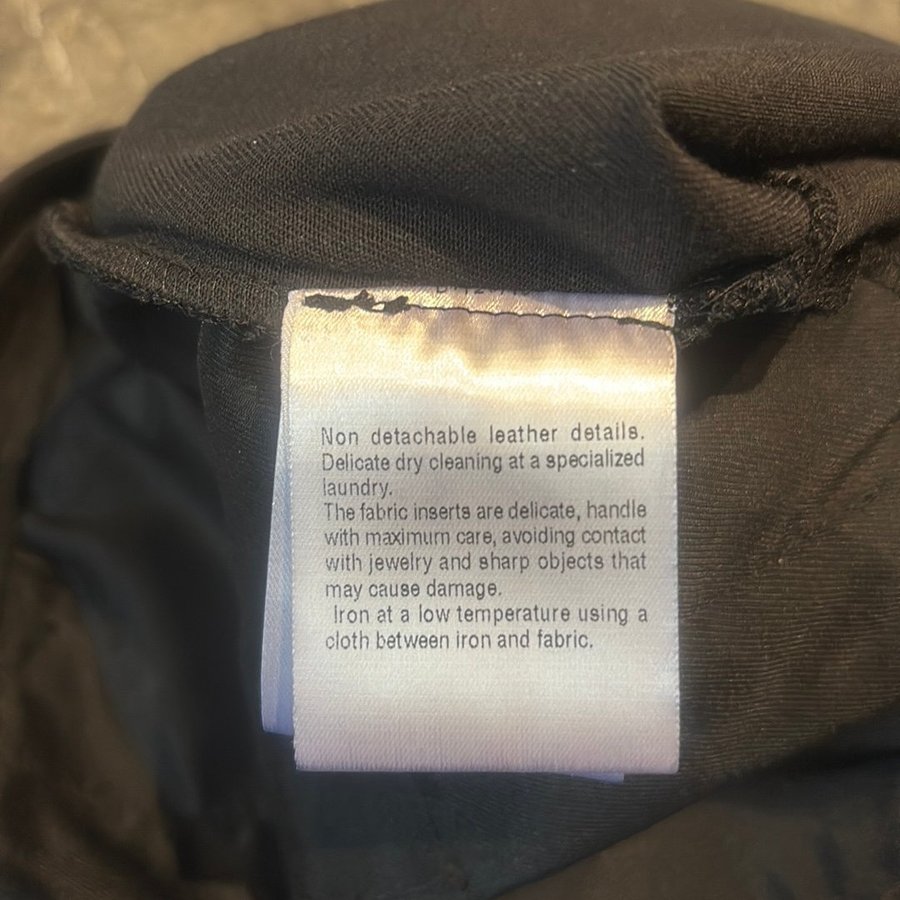 Non detachable leather details.
Delicate dry cleaning at a specialized
laundry.
The fabric inserts are delicate, handle
with maximum care, avoiding contact
with jewelry and sharp objects that
may cause damage.
Iron at a low temperature using a
cloth between iron and fabric.